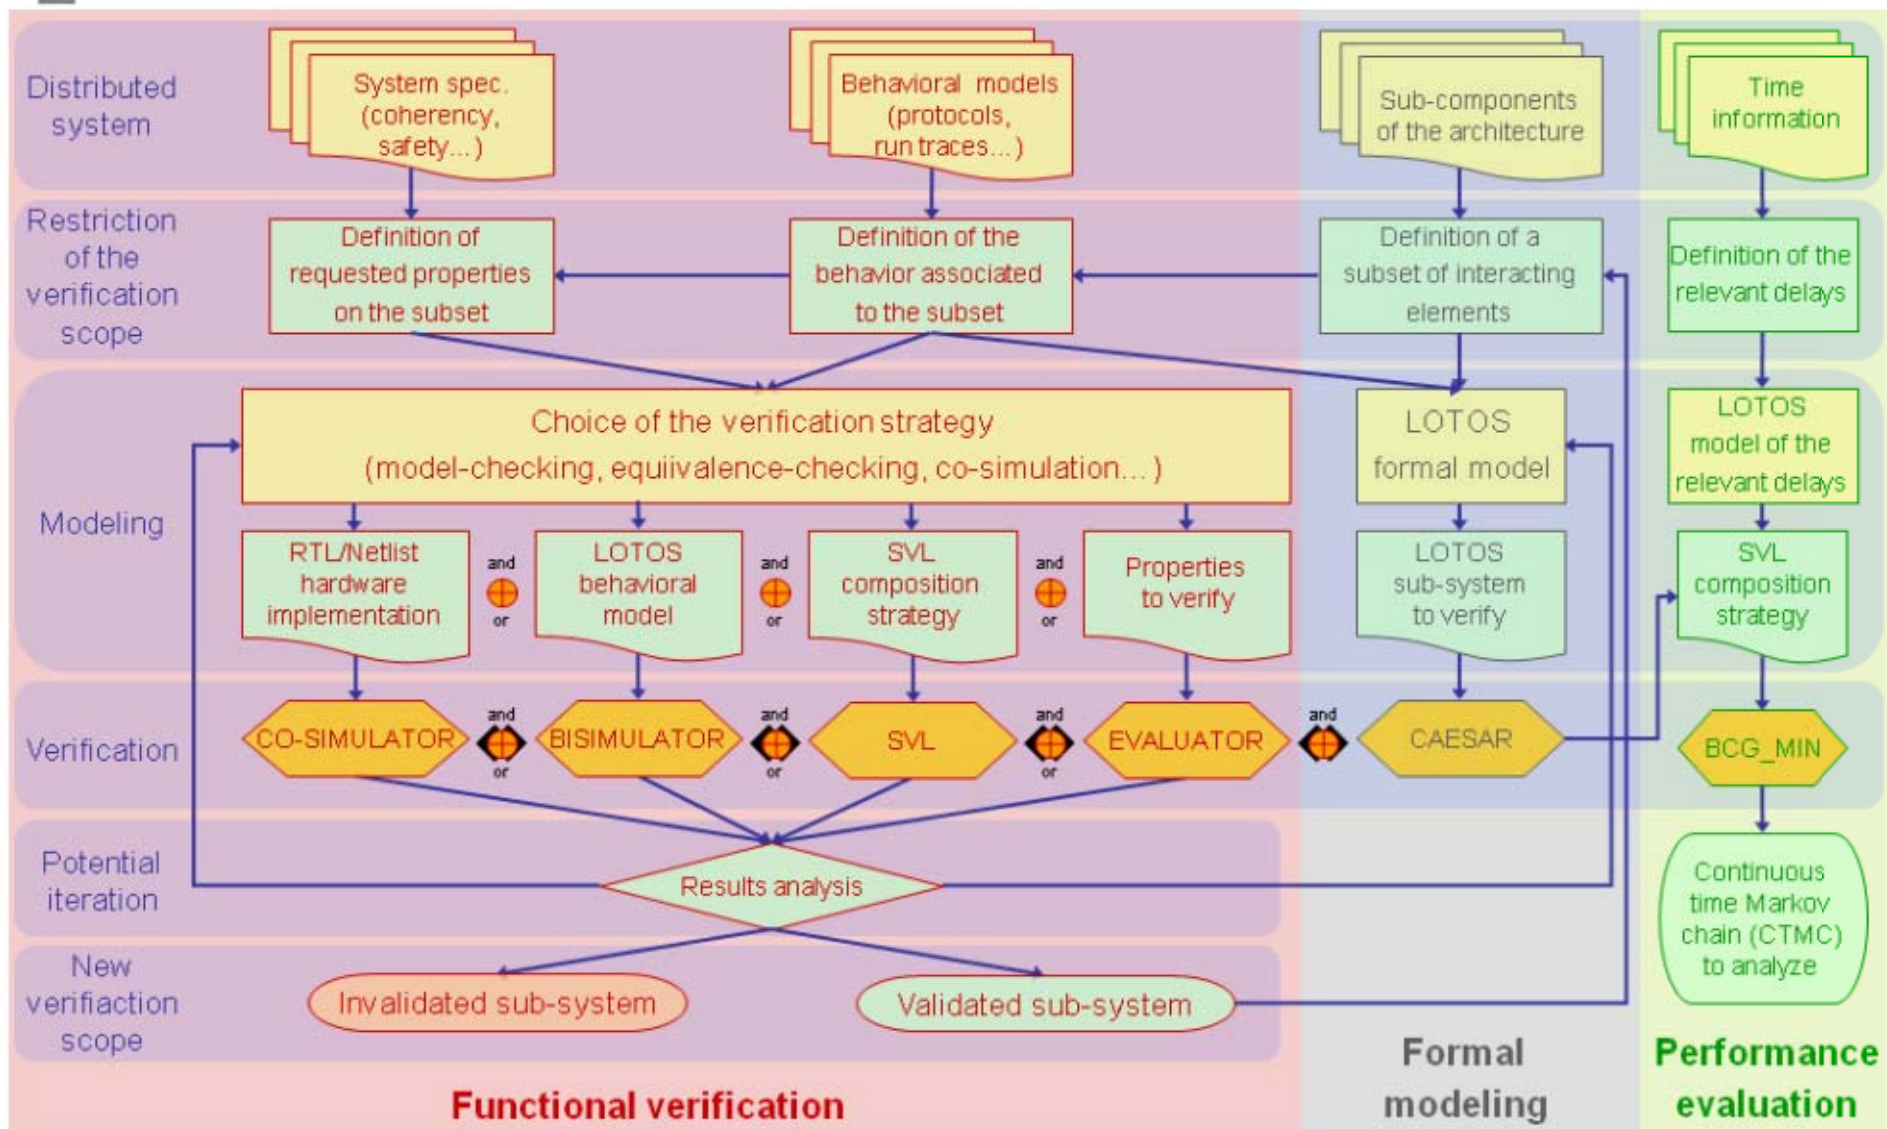 Distributed
system
System spec.
(coherency,
safety...)
Behavioral models
(protocols,
run traces...)
Sub-components
of the architecture
Time
information
Restriction
of the
verification
scope
Definition of
requested properties
on the subset
Definition of the
behavior associated
to the subset
Definition of a
subset of interacting
elements
Definition of the
relevant delays
Modeling
Choice of the verification strategy
(model-checking, equiivalence-checking, co-simulation...)
LOTOS
formal model
LOTOS
model of the
relevant delays
RTL/Netlist
hardware
implementation
and
or
LOTOS
behavioral
model
and
or
SVL
composition
strategy
and
or
Properties
to verify
LOTOS
sub-system
to verify
SVL
composition
strategy
Verification
CO-SIMULATOR
and
or
BISIMULATOR
and
or
SVL
and
or
EVALUATOR
and
CAESAR
BCG_MIN
Potential
iteration
Results analysis
Continuous
time Markov
chain (CTMC)
to analyze
New
verifiaction
scope
Invalidated sub-system
Validated sub-system
Functional verification
Formal
modeling
Performance
evaluation